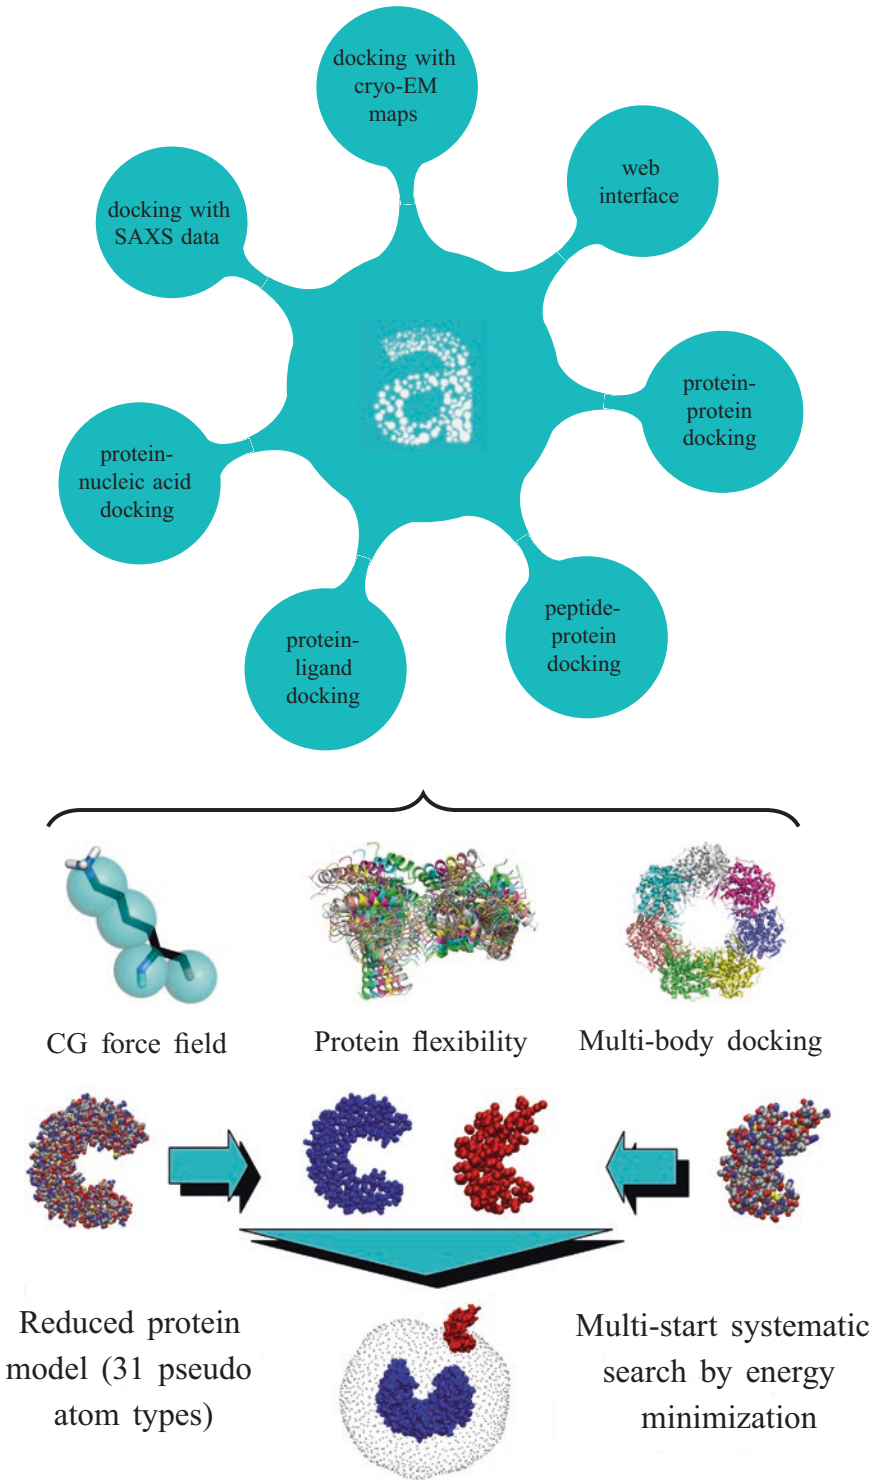 docking with
cryo-EM
maps
web
interface
docking with
SAXS data
protein-
protein
docking
protein-
nucleic acid
docking
peptide-
protein
docking
protein-
ligand
docking
a
CG force field
Protein flexibility
Multi-body docking
Reduced protein
model (31 pseudo
atom types)
Multi-start systematic
search by energy
minimization